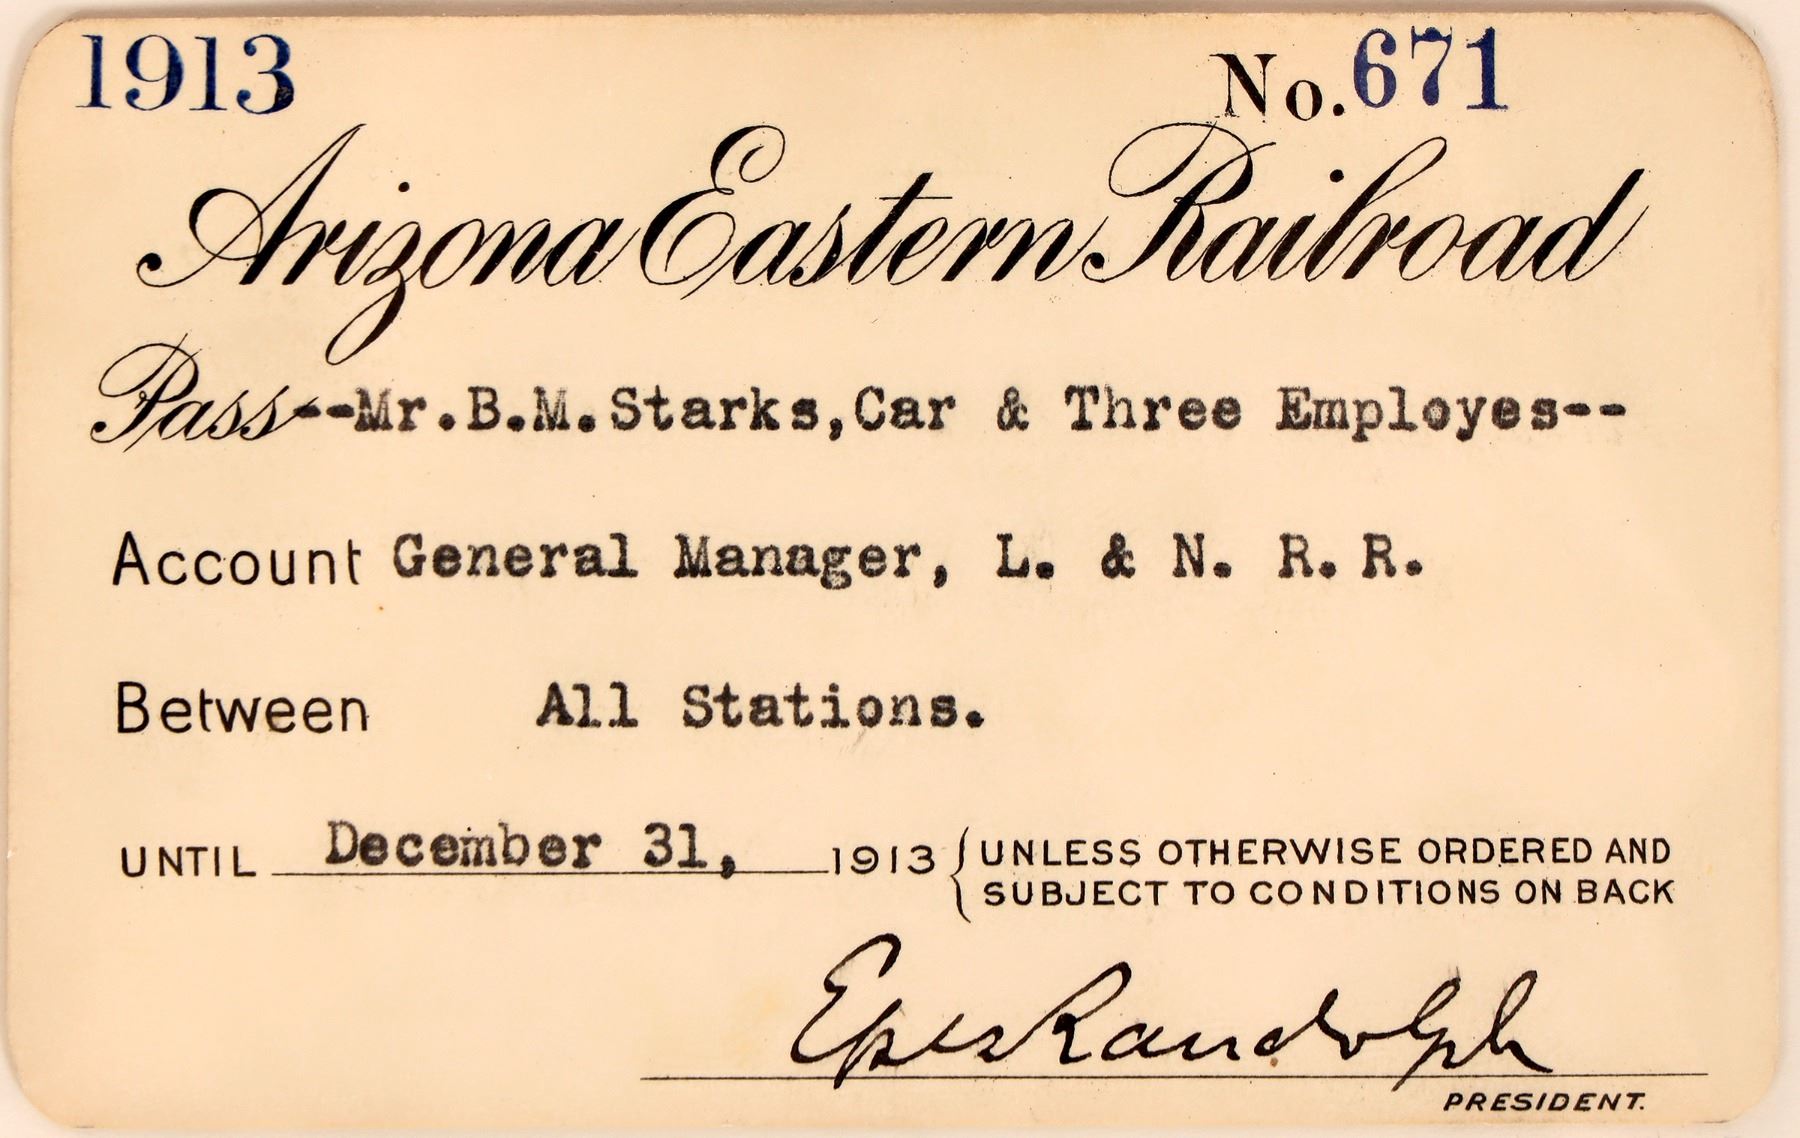 1913 No. 671
Arizona Eastern Railroad
Pass--Mr.B.M.Starks,Car & Three Employes--
Account General Manager, L. & N. R. R.
Between All Stations.
UNTIL December 31, 1913 { UNLESS OTHERWISE ORDERED AND
SUBJECT TO CONDITIONS ON BACK
Epes Randolph
PRESIDENT.